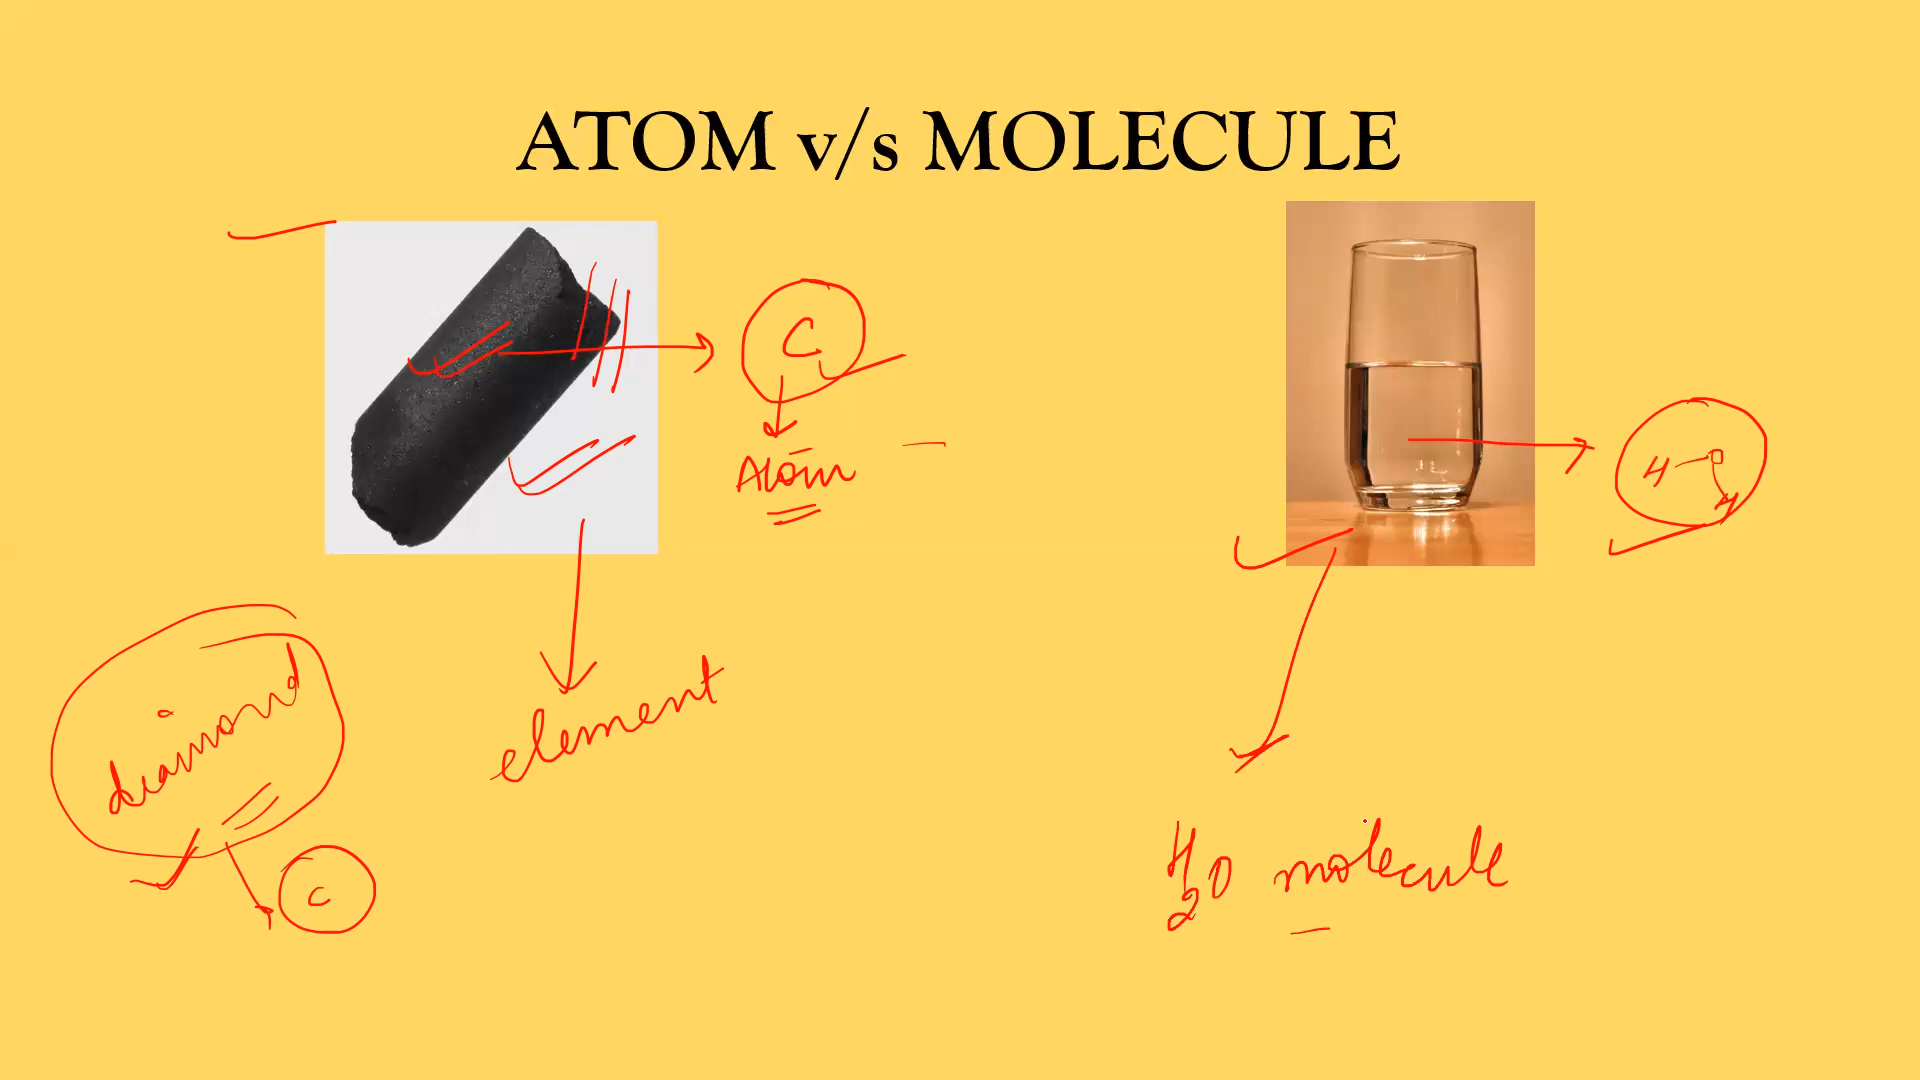 ATOM v/s MOLECULE
C
Atom
H-O
H
element
diamond
C
H2O molecule